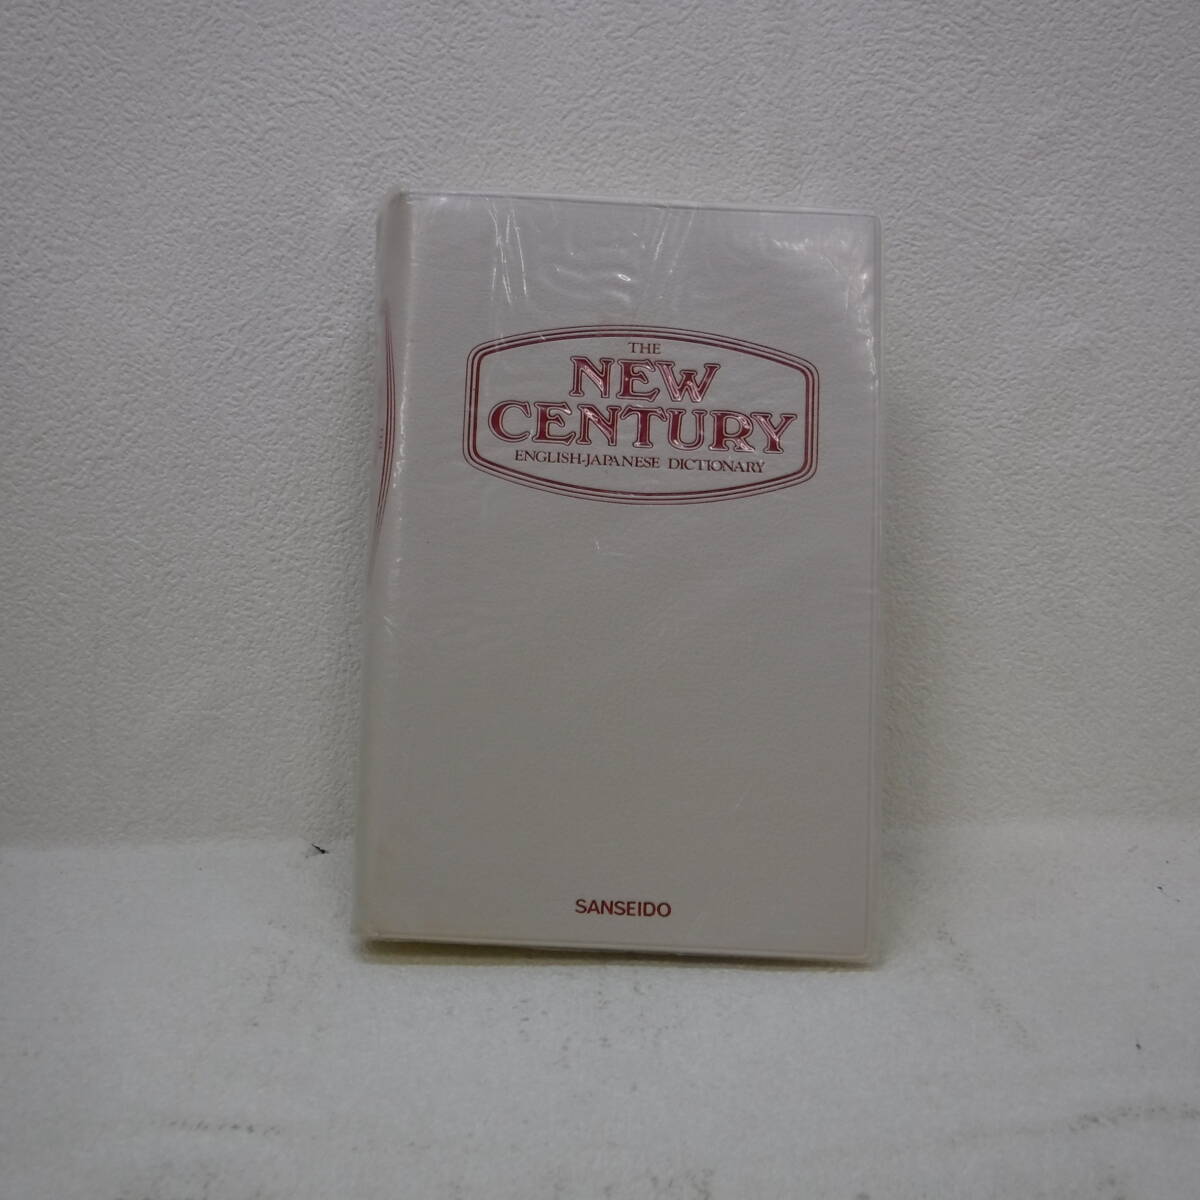 THE
NEW
CENTURY
ENGLISH-JAPANESE DICTIONARY
SANSEIDO